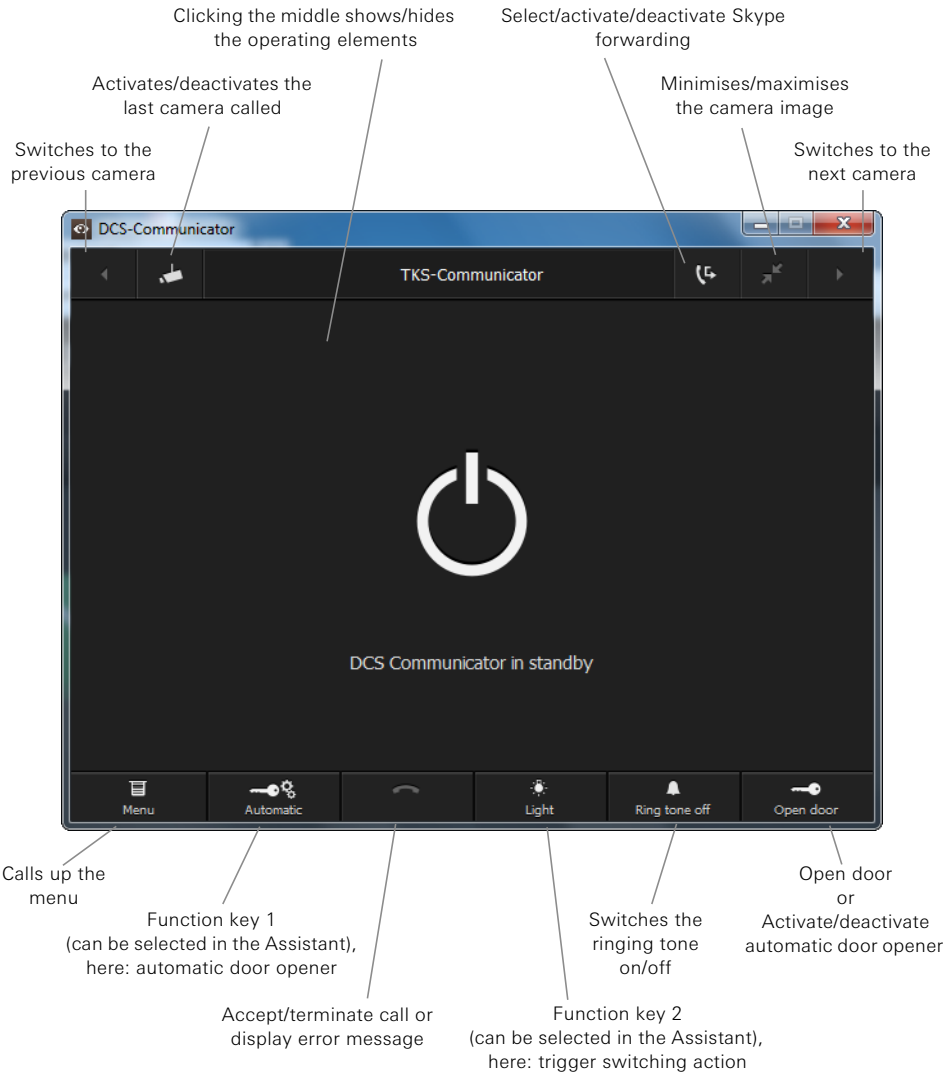 Clicking the middle shows/hides
the operating elements
Select/activate/deactivate Skype
forwarding
Activates/deactivates the
last camera called
Minimises/maximises
the camera image
Switches to the
previous camera
Switches to the
next camera
DCS-Communicator
TKS-Communicator
DCS Communicator in standby
Menu
Automatic
Light
Ring tone off
Open door
Calls up the
menu
Function key 1
(can be selected in the Assistant),
here: automatic door opener
Accept/terminate call or
display error message
Function key 2
(can be selected in the Assistant),
here: trigger switching action
Switches the
ringing tone
on/off
Open door
or
Activate/deactivate
automatic door opener